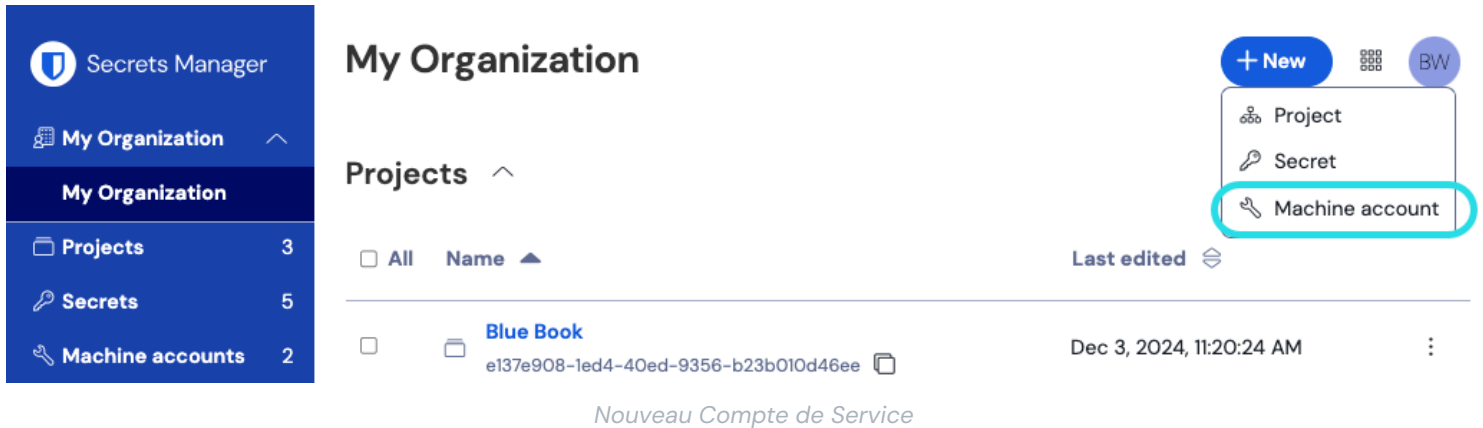 Secrets Manager
My Organization
My Organization
Projects 3
Secrets 5
Machine accounts 2
My Organization
+ New
BW
Project
Secret
Machine account
Projects
All Name Last edited
Blue Book
e137e908-1ed4-40ed-9356-b23b010d46ee
Dec 3, 2024, 11:20:24 AM
Nouveau Compte de Service